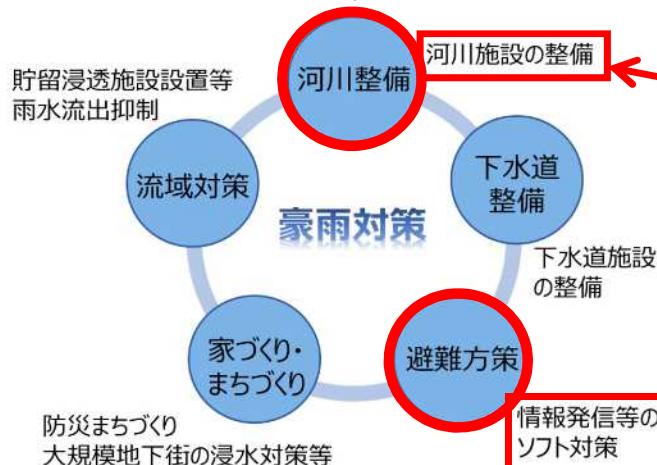 河川整備
河川施設の整備
貯留浸透施設設置等
雨水流出抑制
流域対策
下水道
整備
豪雨対策
下水道施設
の整備
家づくり・
まちづくり
避難方策
防災まちづくり
大規模地下街の浸水対策等
情報発信等の
ソフト対策